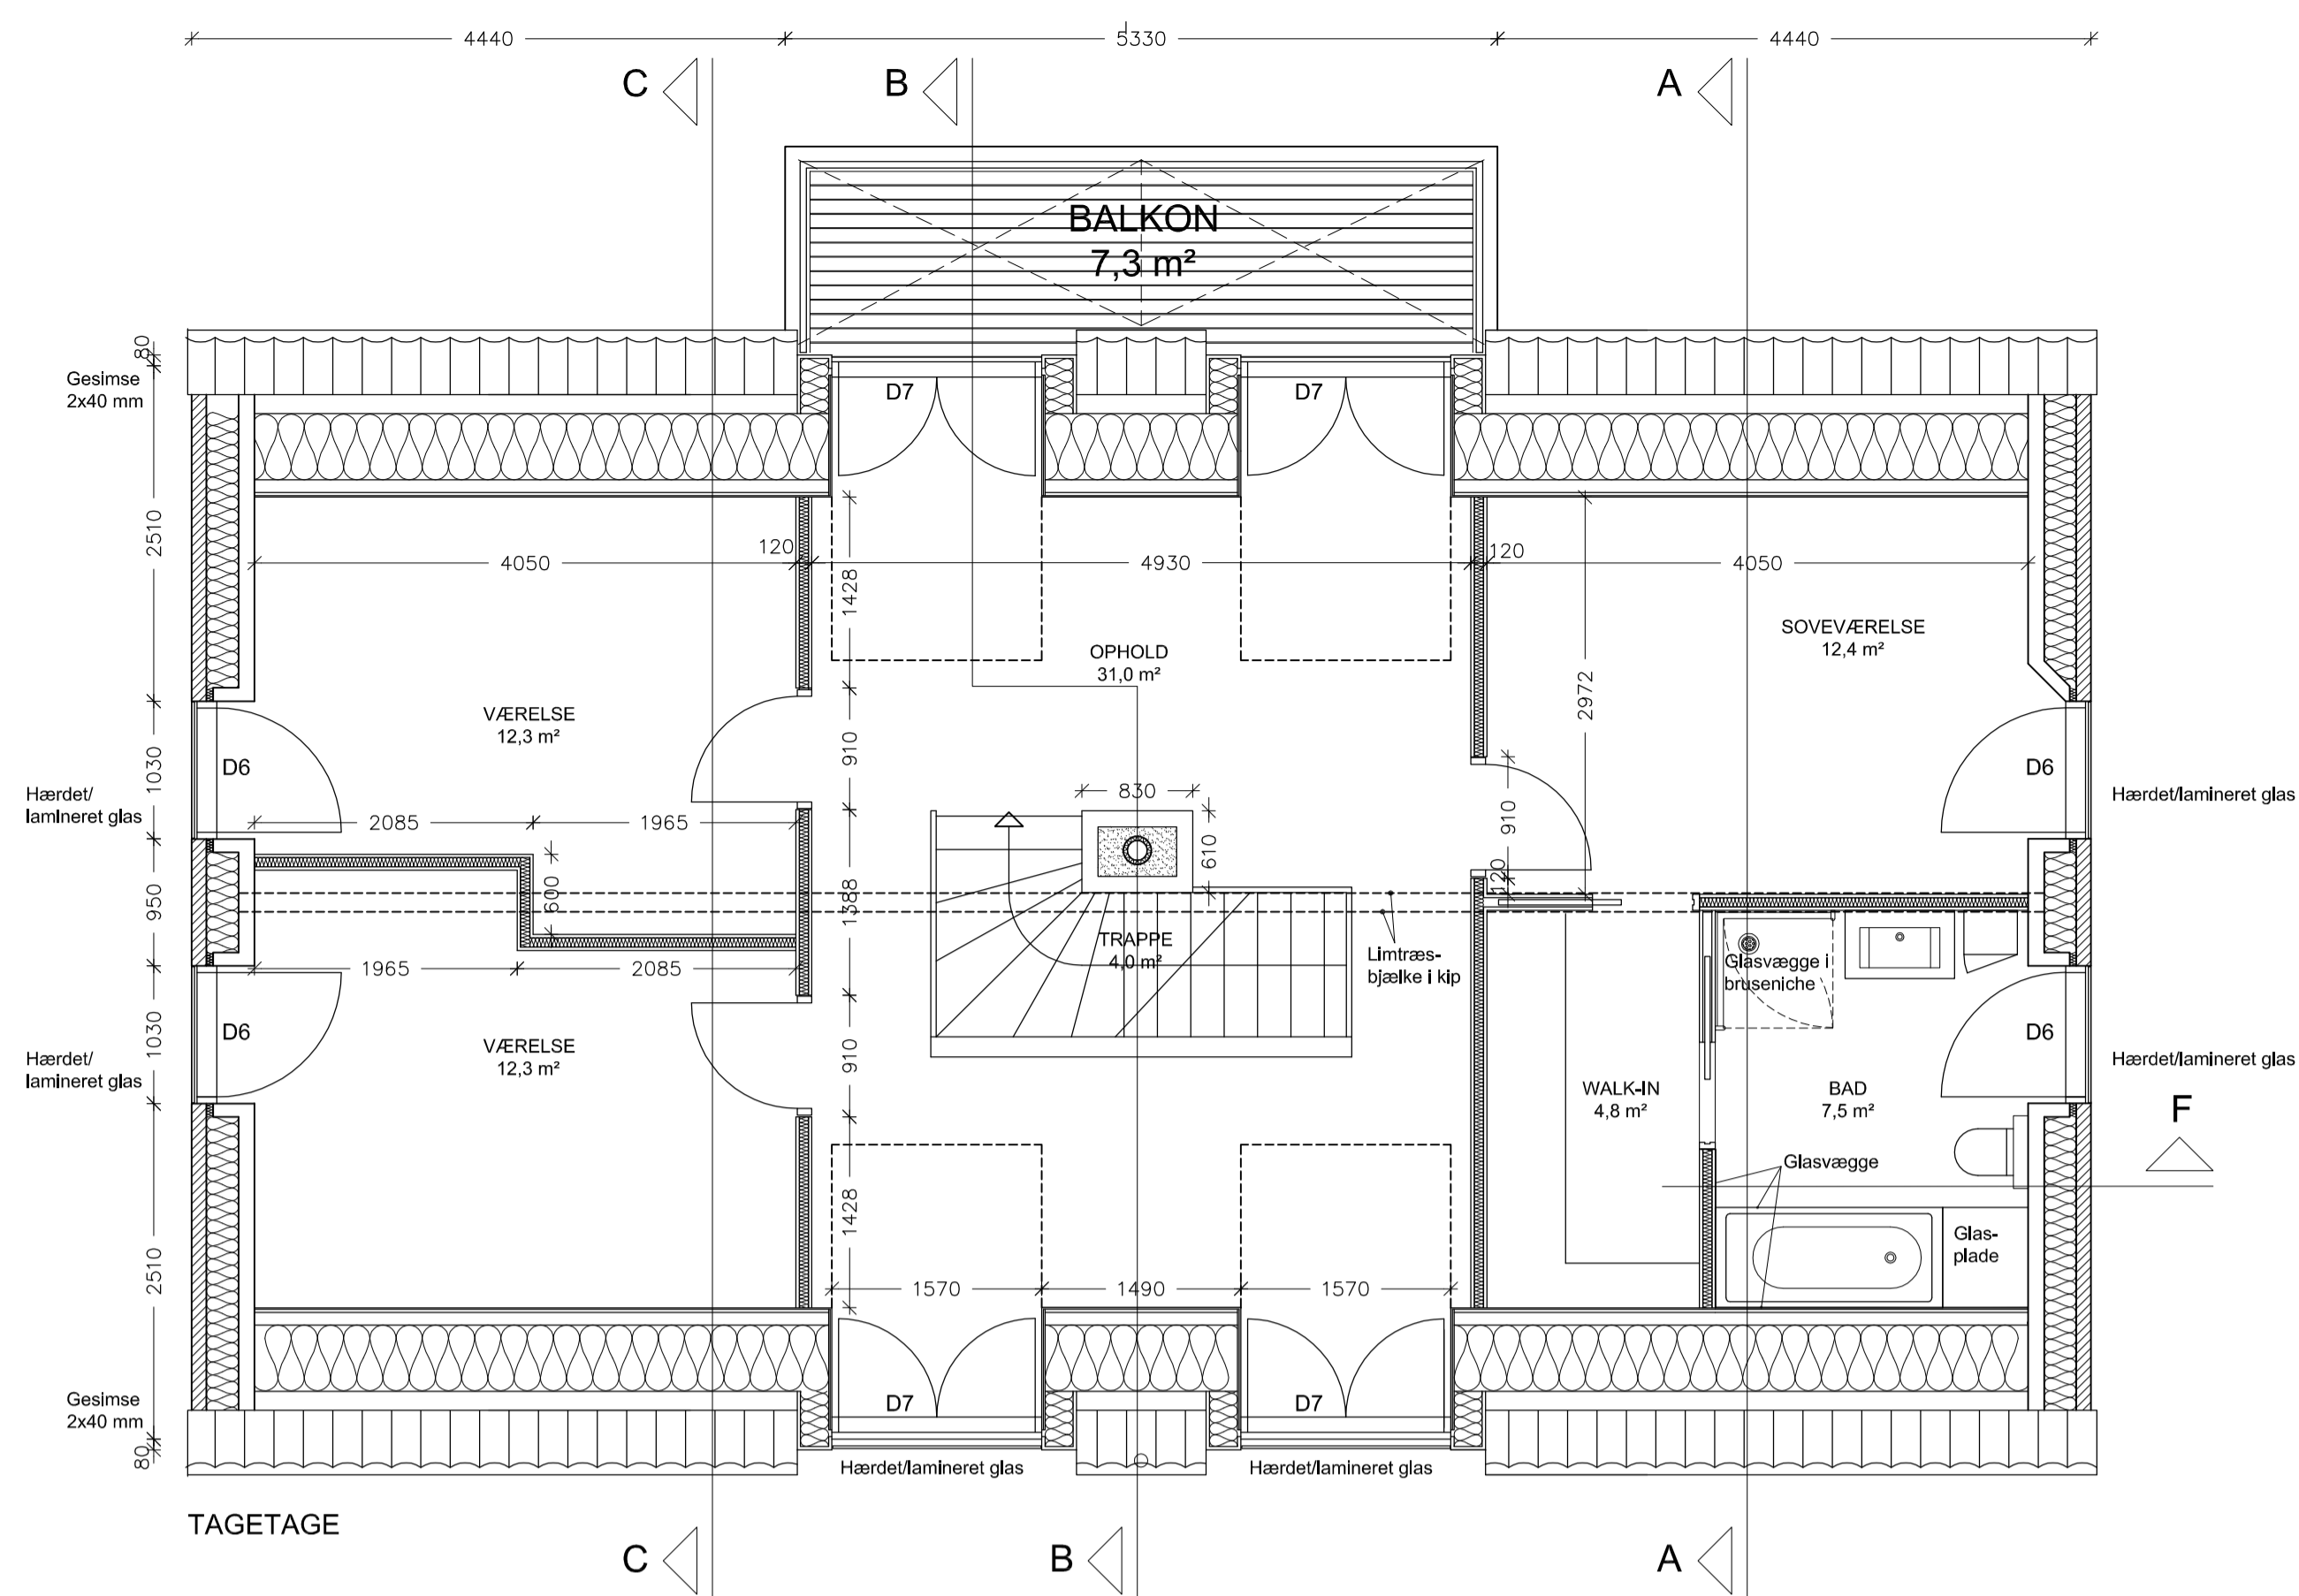 4440
5330
4440
C
B
A
BALKON
7,3 m²
80
Gesimse
2x40 mm
D7
D7
2510
4050
120
4930
120
4050
1428
OPHOLD
31,0 m²
SOVEVÆRELSE
12,4 m²
2972
VÆRELSE
12,3 m²
910
1030
D6
D6
Hærdet/
lamineret glas
Hærdet/lamineret glas
2085
1965
830
610
910
120
950
600
1388
TRAPPE
4,0 m²
Limtræs-
bjælke i kip
Glasvægge i
bruseniche
1965
2085
1030
D6
D6
VÆRELSE
12,3 m²
910
Hærdet/
lamineret glas
Hærdet/lamineret glas
WALK-IN
4,8 m²
BAD
7,5 m²
F
Glasvægge
1428
2510
Glas-
plade
1570
1490
1570
Gesimse
2x40 mm
80
D7
D7
Hærdet/lamineret glas
Hærdet/lamineret glas
TAGETAGE
C
B
A